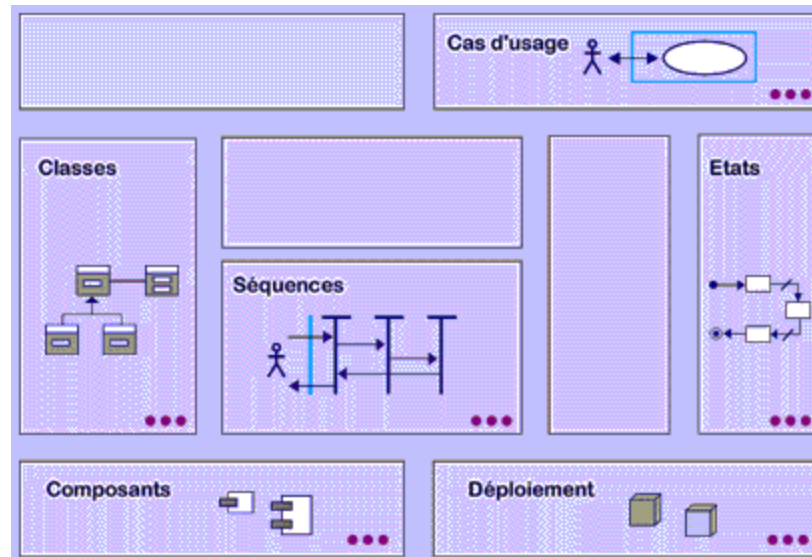 Cas d'usage
Classes
Etats
Séquences
Composants
Déploiement